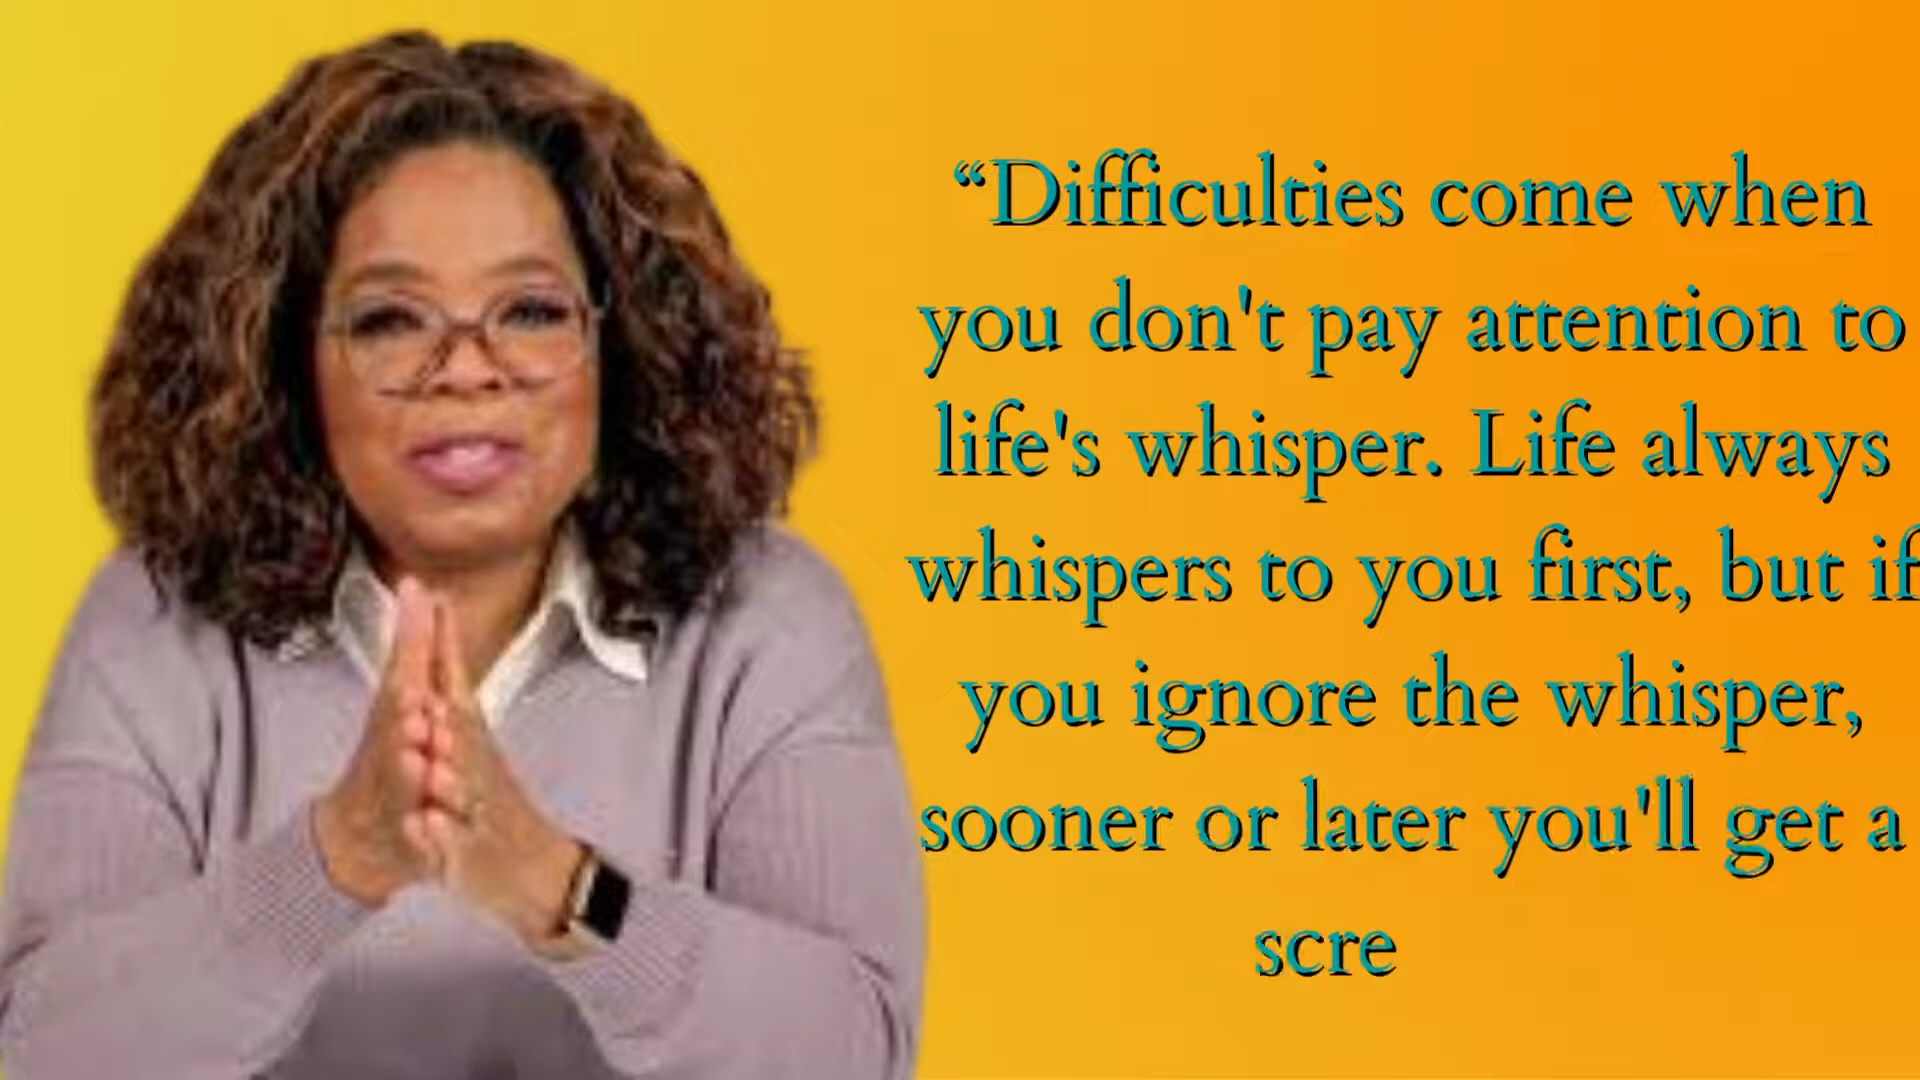 “Difficulties come when
you don't pay attention to
life's whisper. Life always
whispers to you first, but if
you ignore the whisper,
sooner or later you'll get a
scre